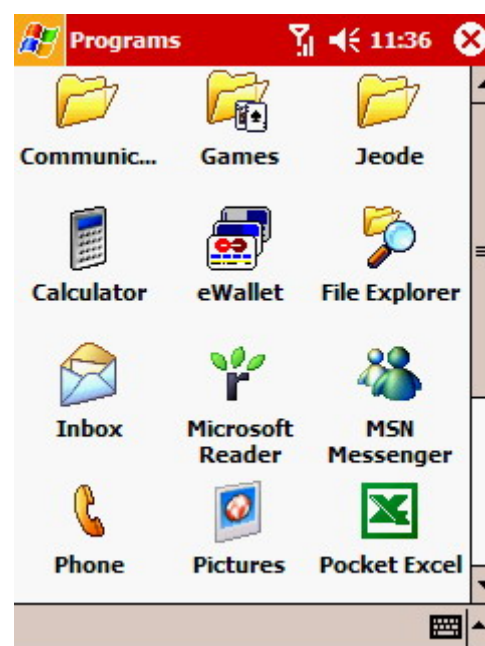 Programs 11:36
Communic... Games Jeode
Calculator eWallet File Explorer
Inbox Microsoft Reader MSN Messenger
Phone Pictures Pocket Excel